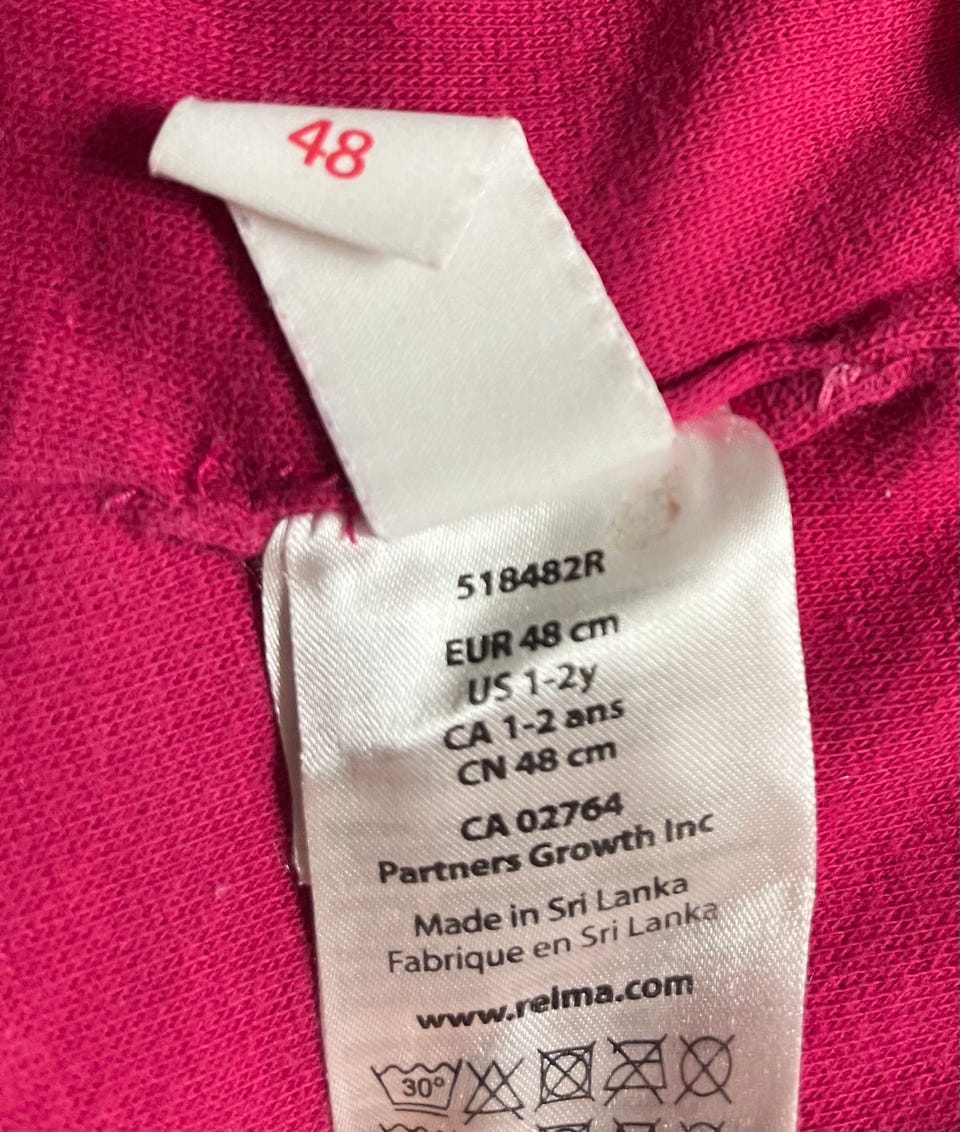 48
518482R
EUR 48 cm
US 1-2y
CA 1-2 ans
CN 48 cm
CA 02764
Partners Growth Inc
Made in Sri Lanka
Fabrique en Sri Lanka
www.reima.com
30°